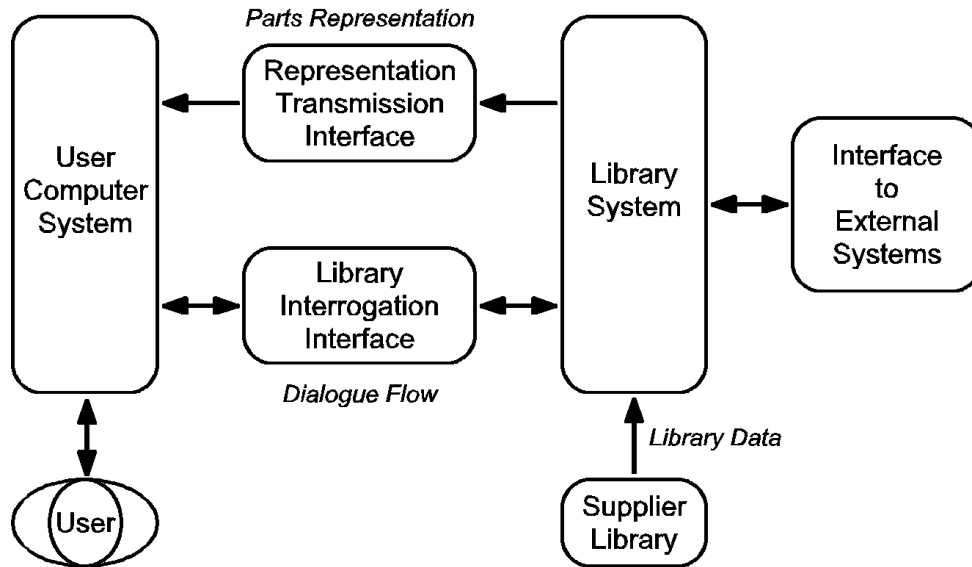 Parts Representation
Representation
Transmission
Interface
User
Computer
System
Library
System
Interface
to
External
Systems
Library
Interrogation
Interface
Dialogue Flow
Library Data
User
Supplier
Library